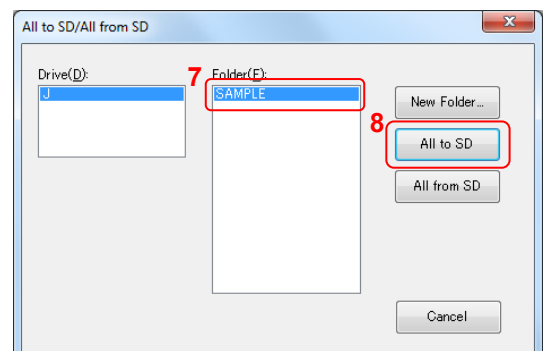 All to SD/All from SD
Drive(D):
7
Folder(F):
J
SAMPLE
New Folder...
8
All to SD
All from SD
Cancel